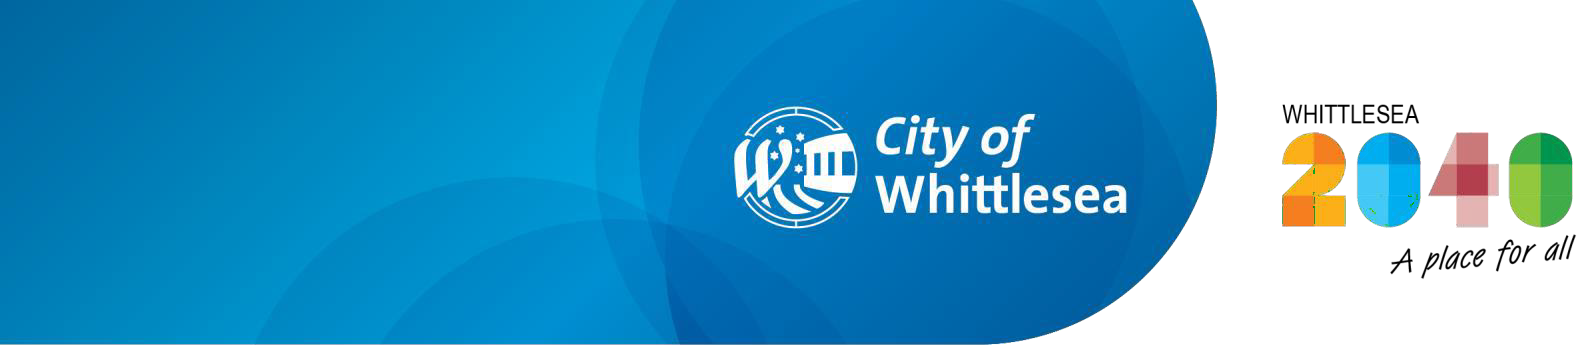 City of
Whittlesea
WHITTLESEA
2040
A place for all